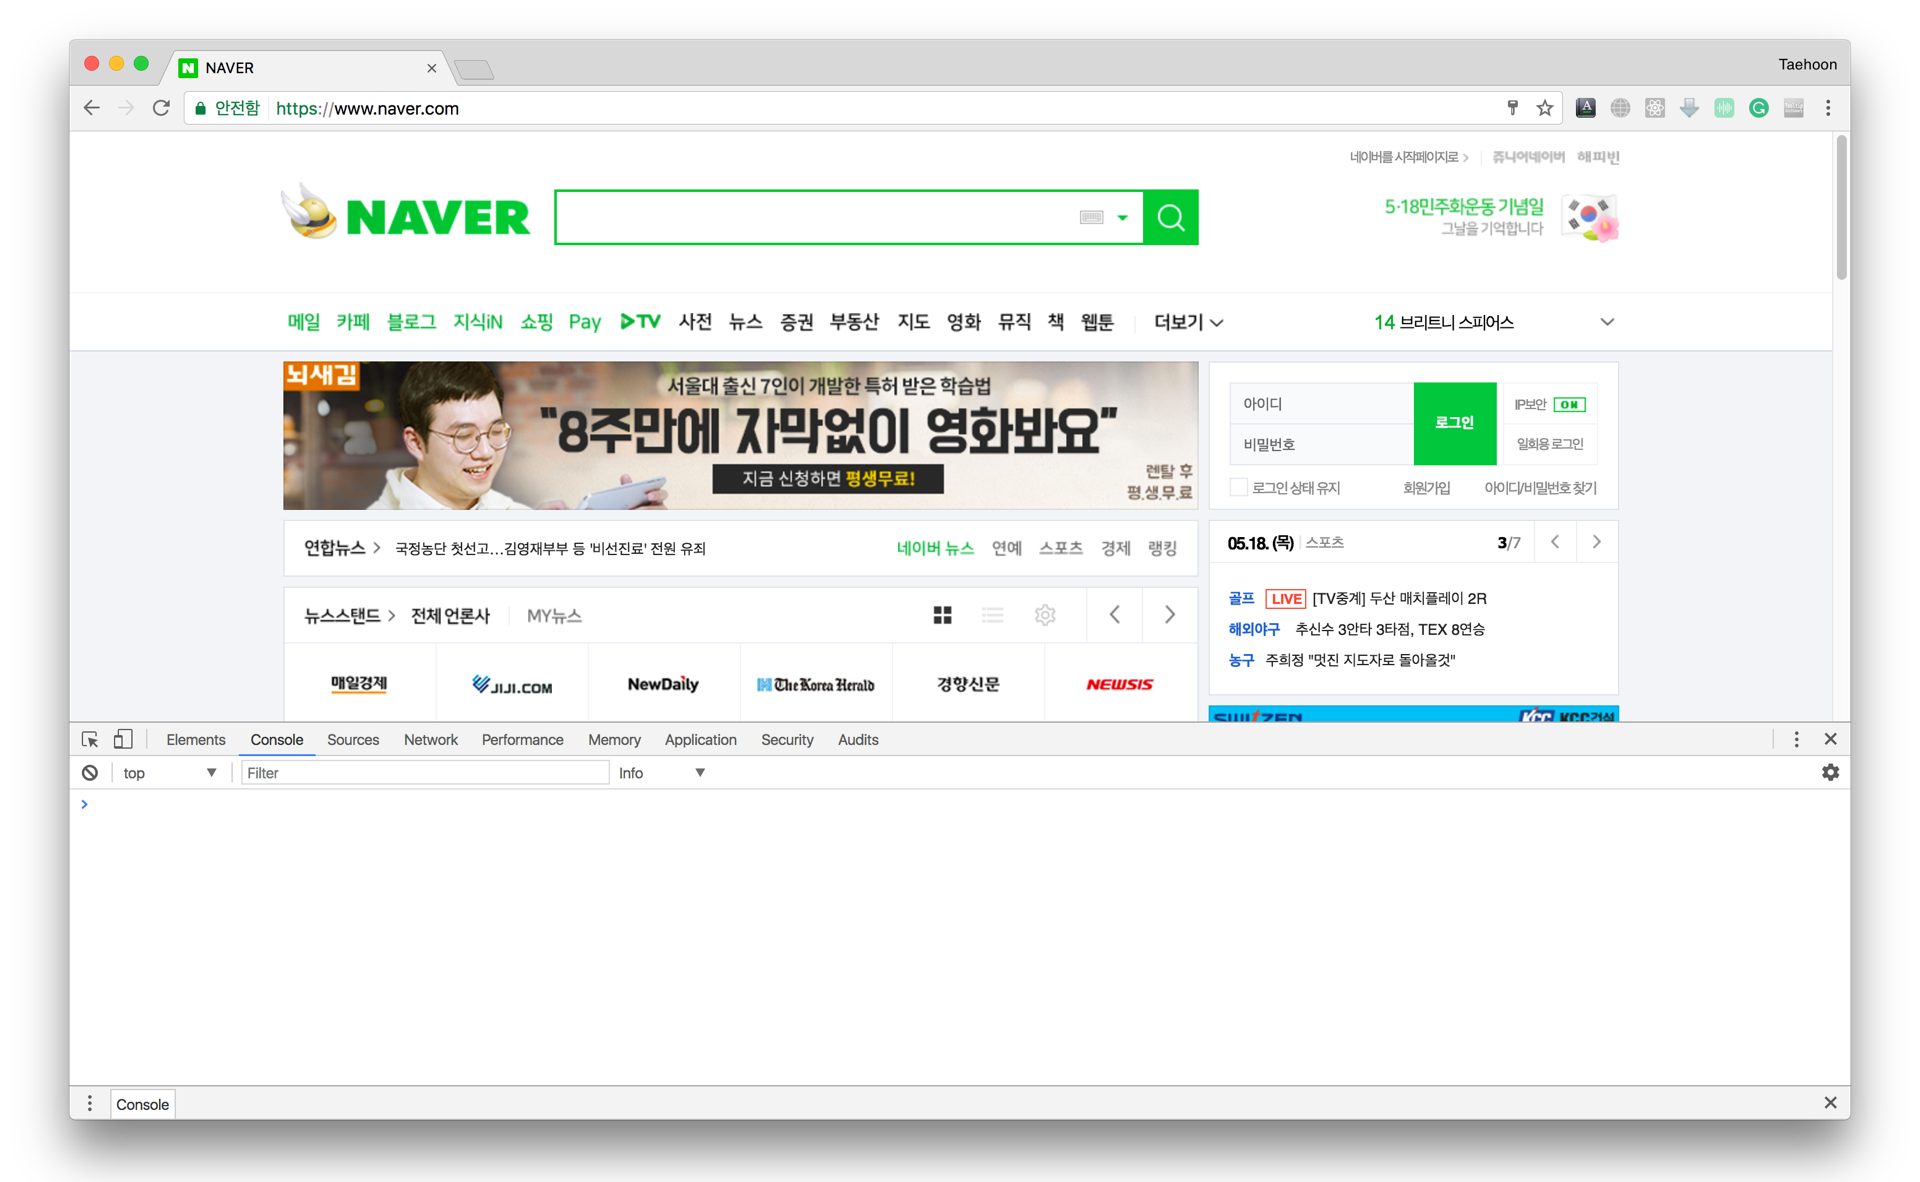 NAVER
Taehoon
안전함 https://www.naver.com
네이버를 시작페이지로 쥬니어네이버 해피빈
NAVER
5·18민주화운동 기념일
그날을 기억합니다
메일 카페 블로그 지식iN 쇼핑 Pay TV 사전 뉴스 증권 부동산 지도 영화 뮤직 책 웹툰 더보기
14 브리트니 스피어스
뇌새김
서울대 출신 7인이 개발한 특허 받은 학습법
"8주만에 자막없이 영화봐요"
지금 신청하면 평생무료!
렌탈 후
평.생.무.료
아이디
비밀번호
로그인
IP보안 ON
일회용 로그인
로그인 상태 유지 회원가입 아이디/비밀번호 찾기
연합뉴스 > 국정농단 첫선고...김영재부부 등 '비선진료' 전원 유죄
네이버 뉴스 연예 스포츠 경제 랭킹
05.18. (목) 스포츠 3/7
골프 LIVE [TV중계] 두산 매치플레이 2R
해외야구 추신수 3안타 3타점, TEX 8연승
농구 주희정 "멋진 지도자로 돌아올것"
뉴스스탠드 > 전체 언론사 MY뉴스
매일경제 JIJI.COM NewDaily The Korea Herald 경향신문 NEWSIS
SWITZEN KCC KCC건설
Elements Console Sources Network Performance Memory Application Security Audits
top Filter Info
Console